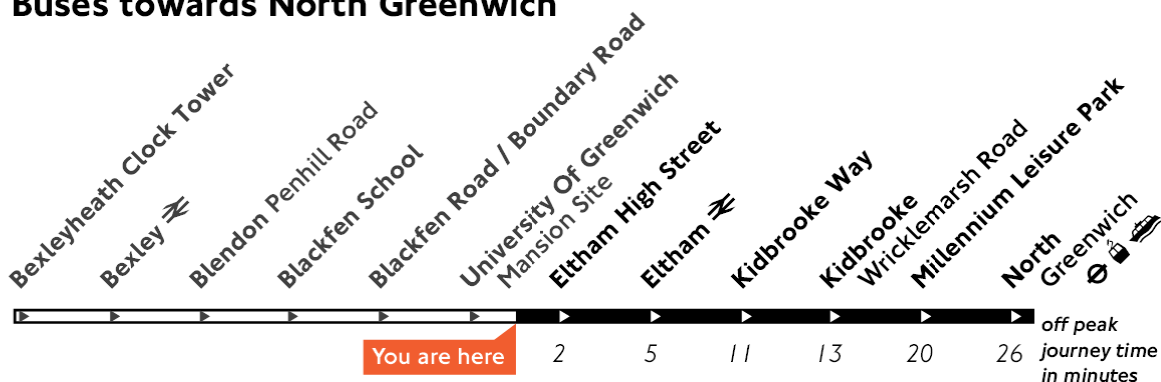 Buses towards North Greenwich
Bexleyheath Clock Tower
Bexley
Blendon Penhill Road
Blackfen School
Blackfen Road / Boundary Road
University Of Greenwich
Mansion Site
Eltham High Street
Eltham
Kidbrooke Way
Kidbrooke
Wricklemarsh Road
Millennium Leisure Park
North
Greenwich
You are here
2 5 11 13 20 26
off peak
journey time
in minutes